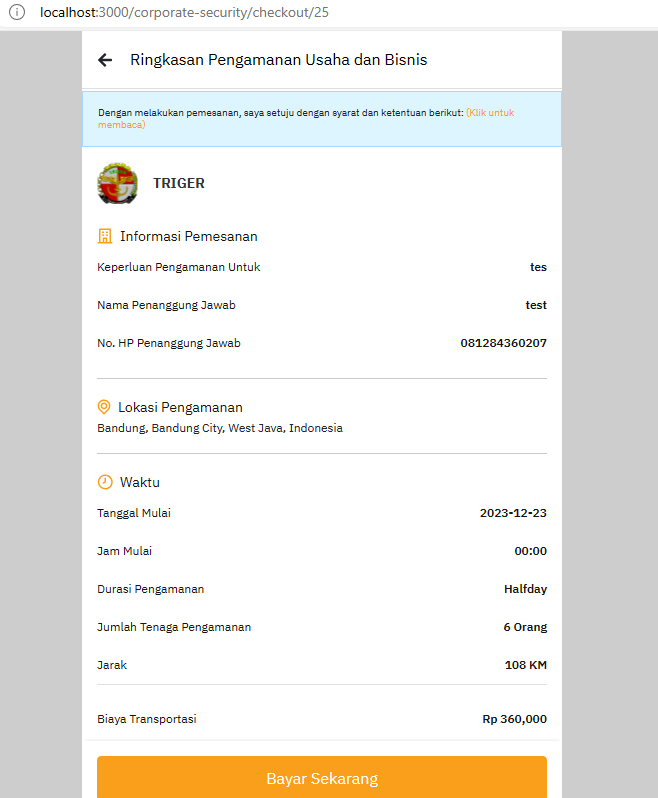 localhost:3000/corporate-security/checkout/25
Ringkasan Pengamanan Usaha dan Bisnis
Dengan melakukan pemesanan, saya setuju dengan syarat dan ketentuan berikut: (Klik untuk
membaca)
TRIGER
Informasi Pemesanan
Keperluan Pengamanan Untuk tes
Nama Penanggung Jawab test
No. HP Penanggung Jawab 081284360207
Lokasi Pengamanan
Bandung, Bandung City, West Java, Indonesia
Waktu
Tanggal Mulai 2023-12-23
Jam Mulai 00:00
Durasi Pengamanan Halfday
Jumlah Tenaga Pengamanan 6 Orang
Jarak 108 KM
Biaya Transportasi Rp 360,000
Bayar Sekarang